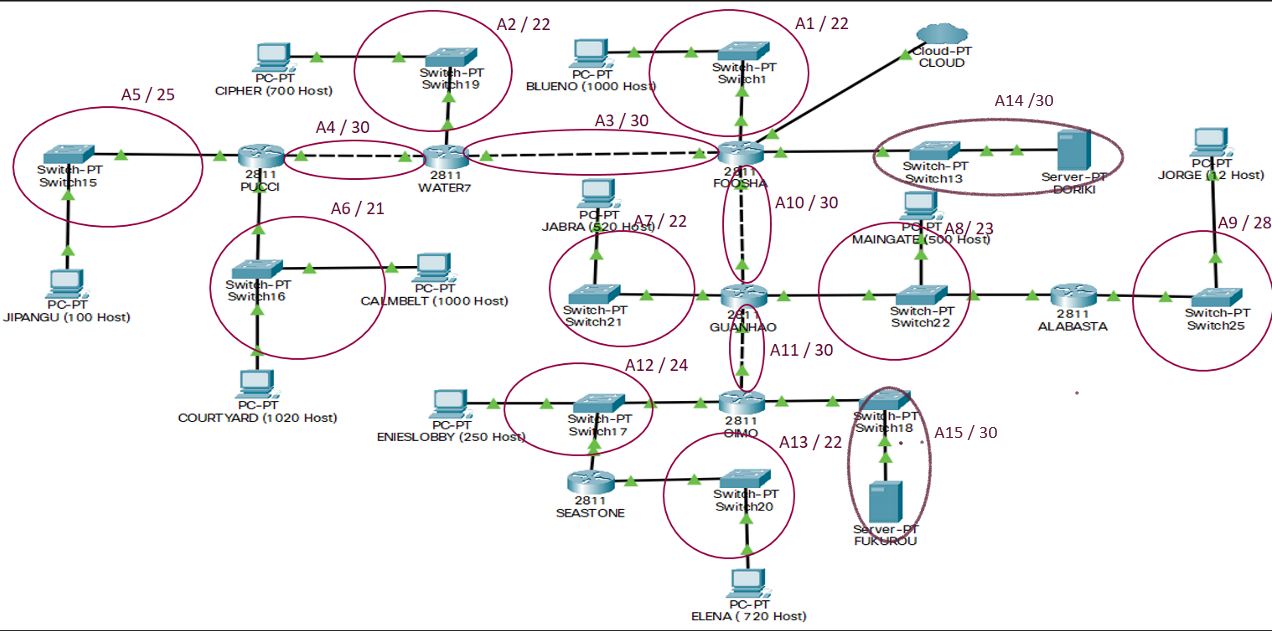 A2 / 22
A1 / 22
Cloud-PT
CLOUD
Switch-PT
Switch19
PC-PT
CIPHER (700 Host)
Switch-PT
Switch1
PC-PT
BLUENO (1000 Host)
A5 / 25
A4 / 30
A3 / 30
A14 /30
Switch-PT
Switch15
2811
PUCCI
2811
WATER7
2811
FOOSHA
Switch-PT
Switch13
Server-PT
DORIKI
PC-PT
JORGE (12 Host)
A6 / 21
PC-PT
JABRA (520 Host)
A7 / 22
A10 / 30
PC-PT
MAINGATE (500 Host)
A8/ 23
A9 / 28
Switch-PT
Switch16
PC-PT
CALMBELT (1000 Host)
PC-PT
JIPANGU (100 Host)
Switch-PT
Switch21
2811
GUANHAO
Switch-PT
Switch22
2811
ALABASTA
Switch-PT
Switch25
A11 / 30
A12 / 24
PC-PT
COURTYARD (1020 Host)
PC-PT
ENIESLOBBY (250 Host)
Switch-PT
Switch17
2811
OIMO
Switch-PT
Switch18
A15 / 30
A13 / 22
2811
SEASTONE
Switch-PT
Switch20
Server-PT
FUKUROU
PC-PT
ELENA ( 720 Host)